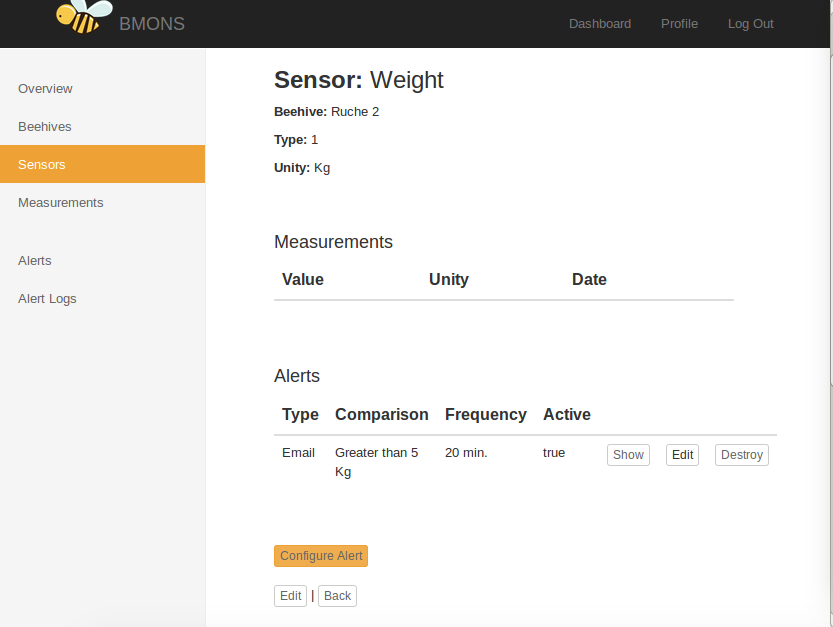 BMONS
Dashboard Profile Log Out
Overview
Beehives
Sensors
Measurements
Alerts
Alert Logs
Sensor: Weight
Beehive: Ruche 2
Type: 1
Unity: Kg
Measurements
Value Unity Date
Alerts
Type Comparison Frequency Active
Email Greater than 5 20 min. true Show Edit Destroy
Kg
Configure Alert
Edit | Back